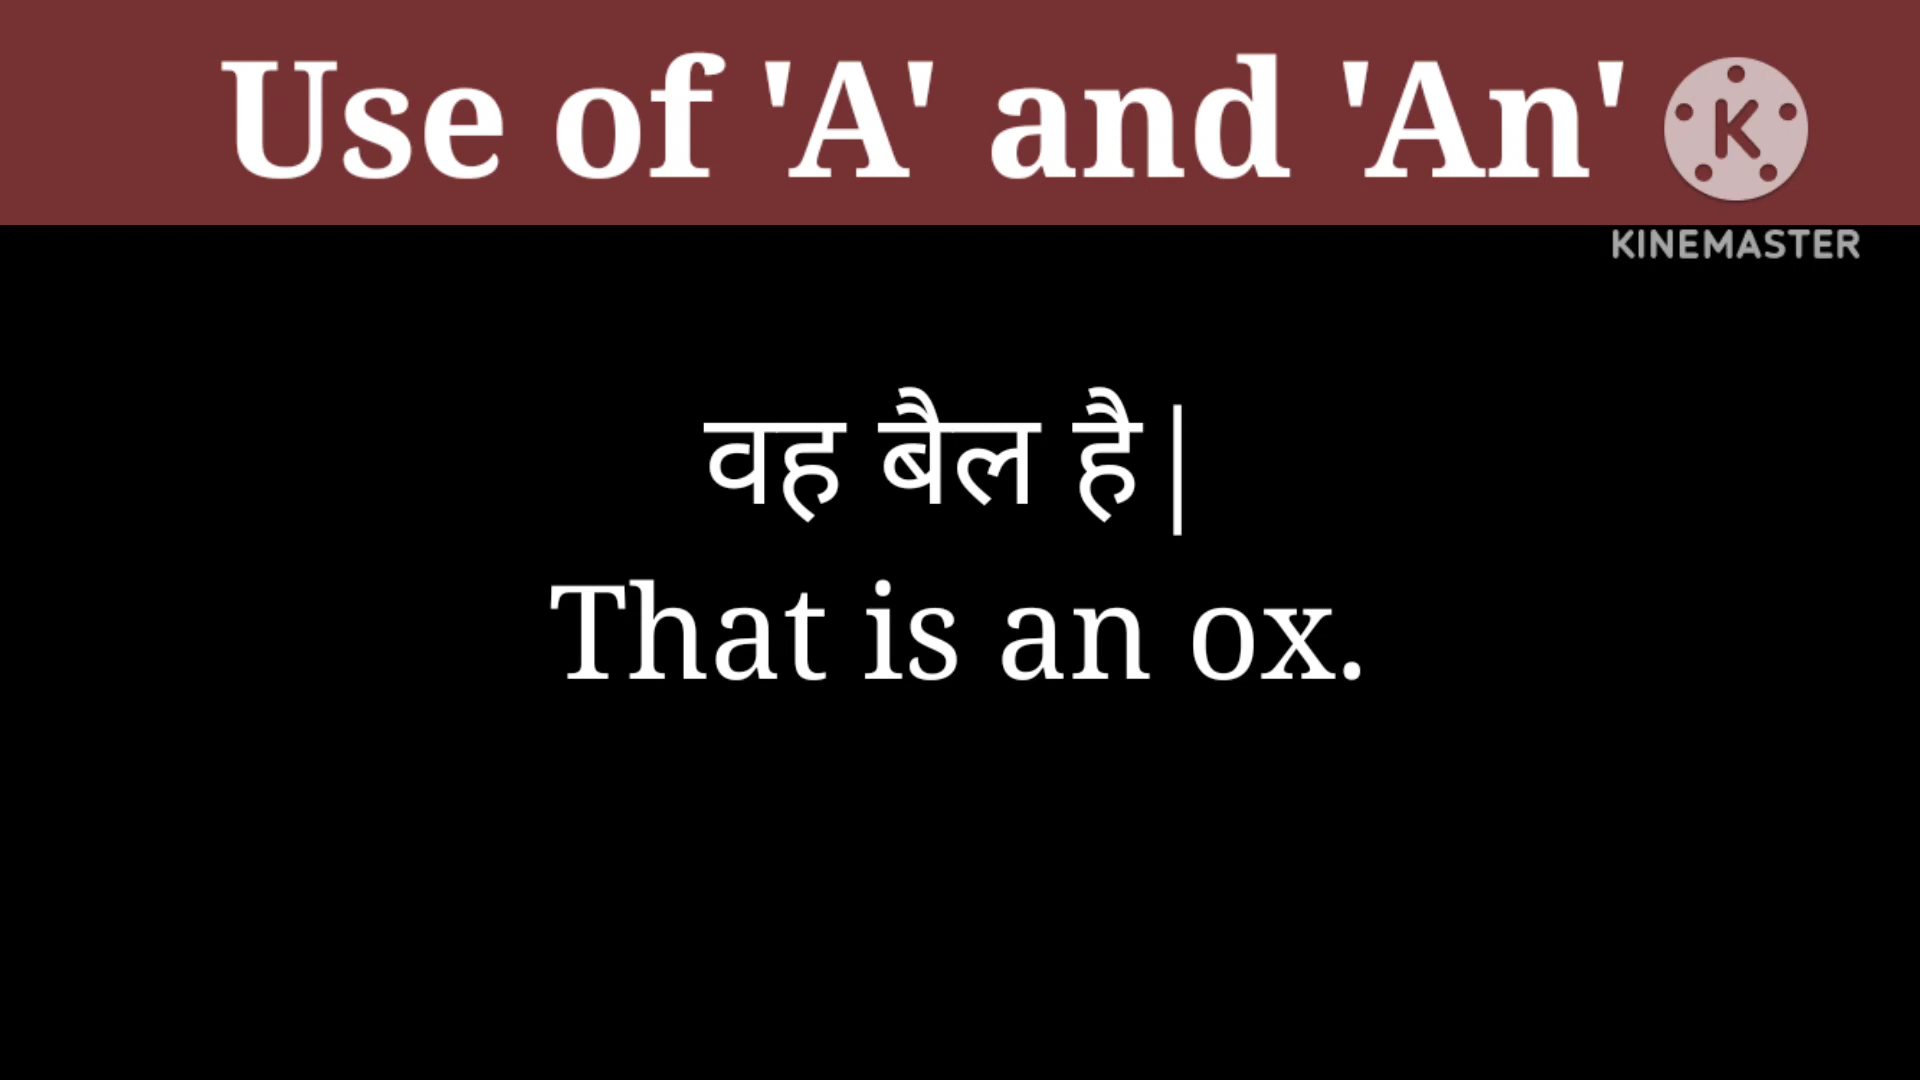 Use of 'A' and 'An'
K
KINEMASTER
वह बैल है|
That is an ox.